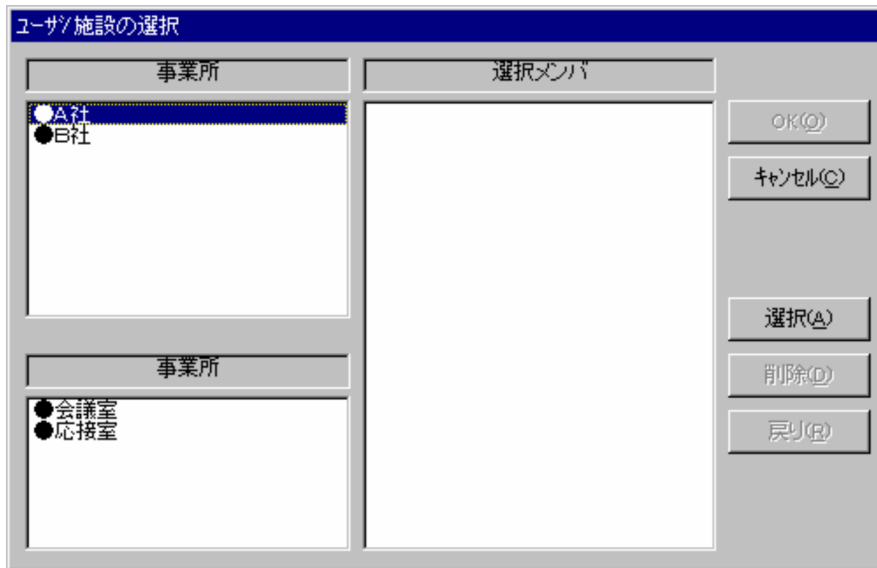 ﾕｰｻﾞ/施設の選択
事業所
選択メンバ
●A社
●B社
OK(O)
ｷｬﾝｾﾙ(C)
選択(A)
事業所
削除(D)
●会議室
●応接室
戻り(R)